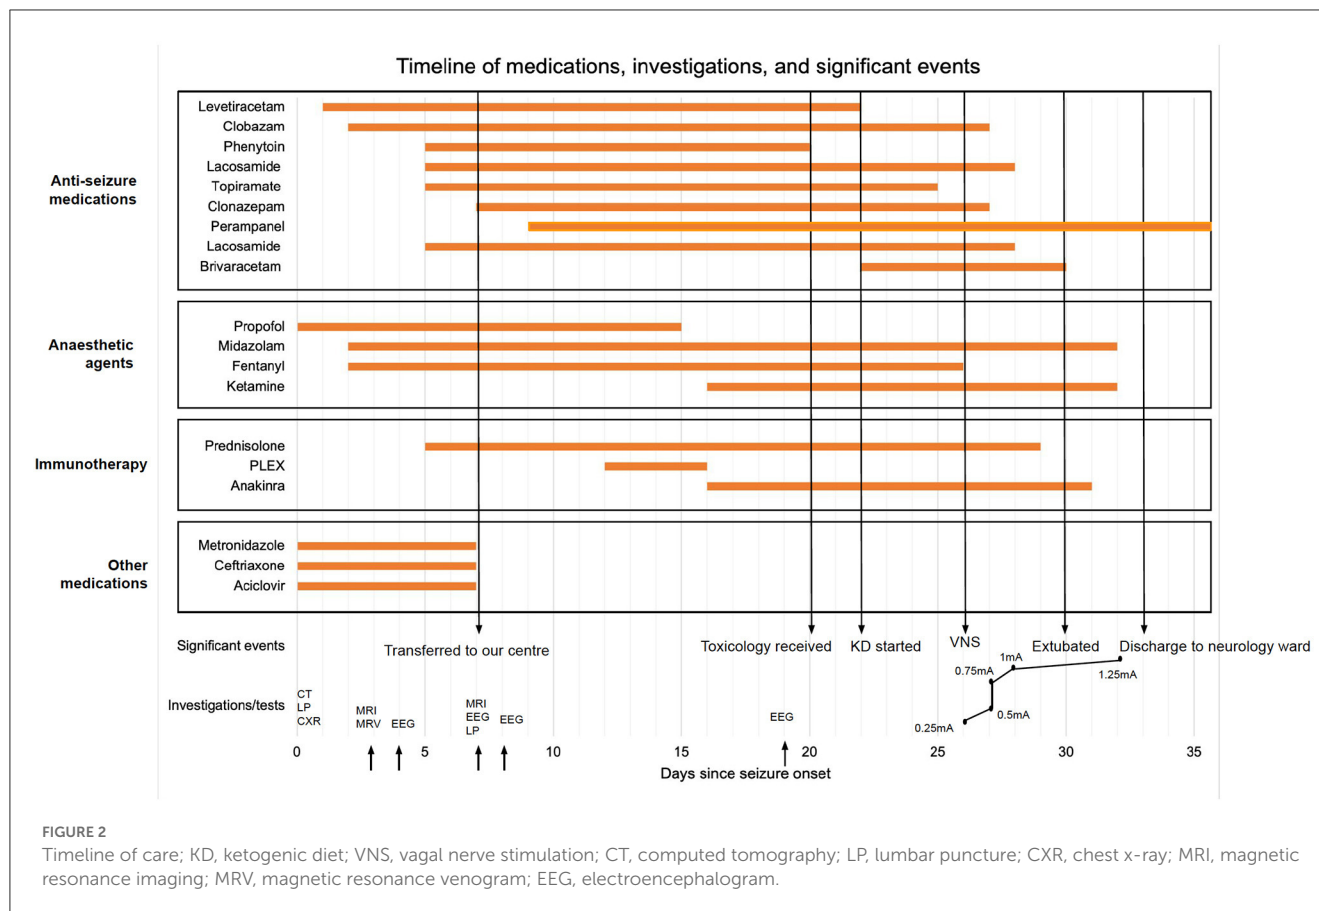 Timeline of medications, investigations, and significant events
Anti-seizure
medications
Levetiracetam
Clobazam
Phenytoin
Lacosamide
Topiramate
Clonazepam
Perampanel
Lacosamide
Brivaracetam
Anaesthetic
agents
Propofol
Midazolam
Fentanyl
Ketamine
Immunotherapy
Prednisolone
PLEX
Anakinra
Other
medications
Metronidazole
Ceftriaxone
Aciclovir
Significant events
Transferred to our centre
Toxicology received
KD started
VNS
Extubated
Discharge to neurology ward
Investigations/tests
CT
LP
CXR
MRI
MRV
EEG
MRI
EEG
LP
EEG
EEG
0.25mA
0.5mA
0.75mA
1mA
1.25mA
0 5 10 15 20 25 30 35
Days since seizure onset
FIGURE 2
Timeline of care; KD, ketogenic diet; VNS, vagal nerve stimulation; CT, computed tomography; LP, lumbar puncture; CXR, chest x-ray; MRI, magnetic
resonance imaging; MRV, magnetic resonance venogram; EEG, electroencephalogram.